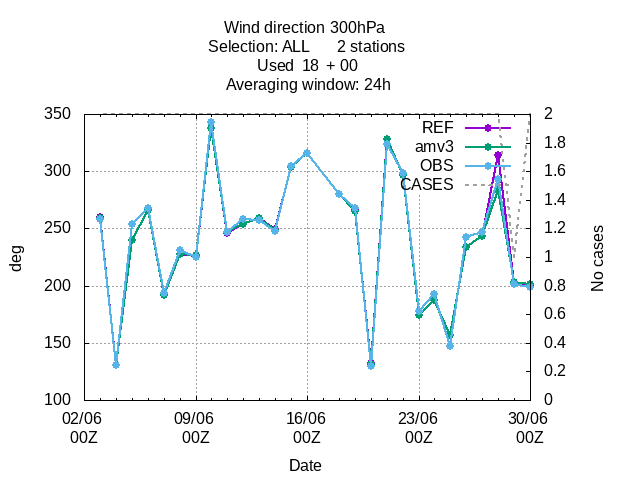 Wind direction 300hPa
Selection: ALL      2 stations
Used  18  + 00
Averaging window: 24h
350
300
250
200
150
100
deg
2
1.8
1.6
1.4
1.2
1
0.8
0.6
0.4
0.2
0
No cases
REF
amv3
OBS
CASES
02/06 09/06 16/06 23/06 30/06
00Z 00Z 00Z 00Z 00Z
Date